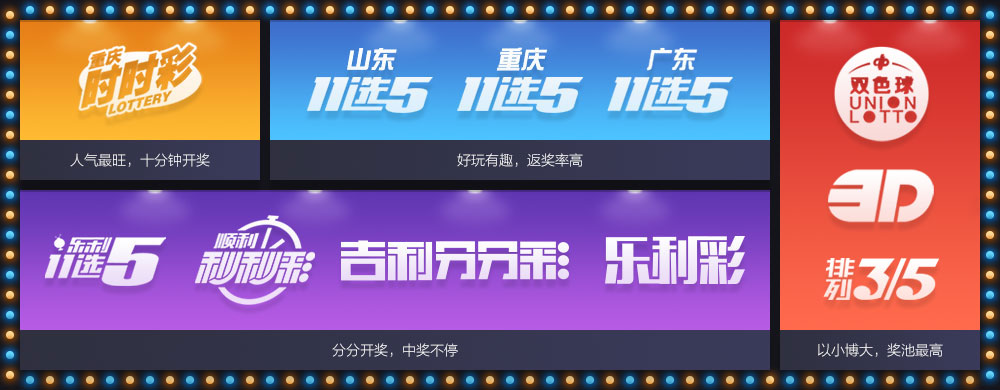 重庆
时时彩
LOTTERY
人气最旺，十分钟开奖
山东
11选5
重庆
11选5
广东
11选5
好玩有趣，返奖率高
双色球
UNION
LOTTO
3D
排列3/5
以小博大，奖池最高
乐利
11选5
顺利
秒秒彩
吉利分分彩
乐利彩
分分开奖，中奖不停